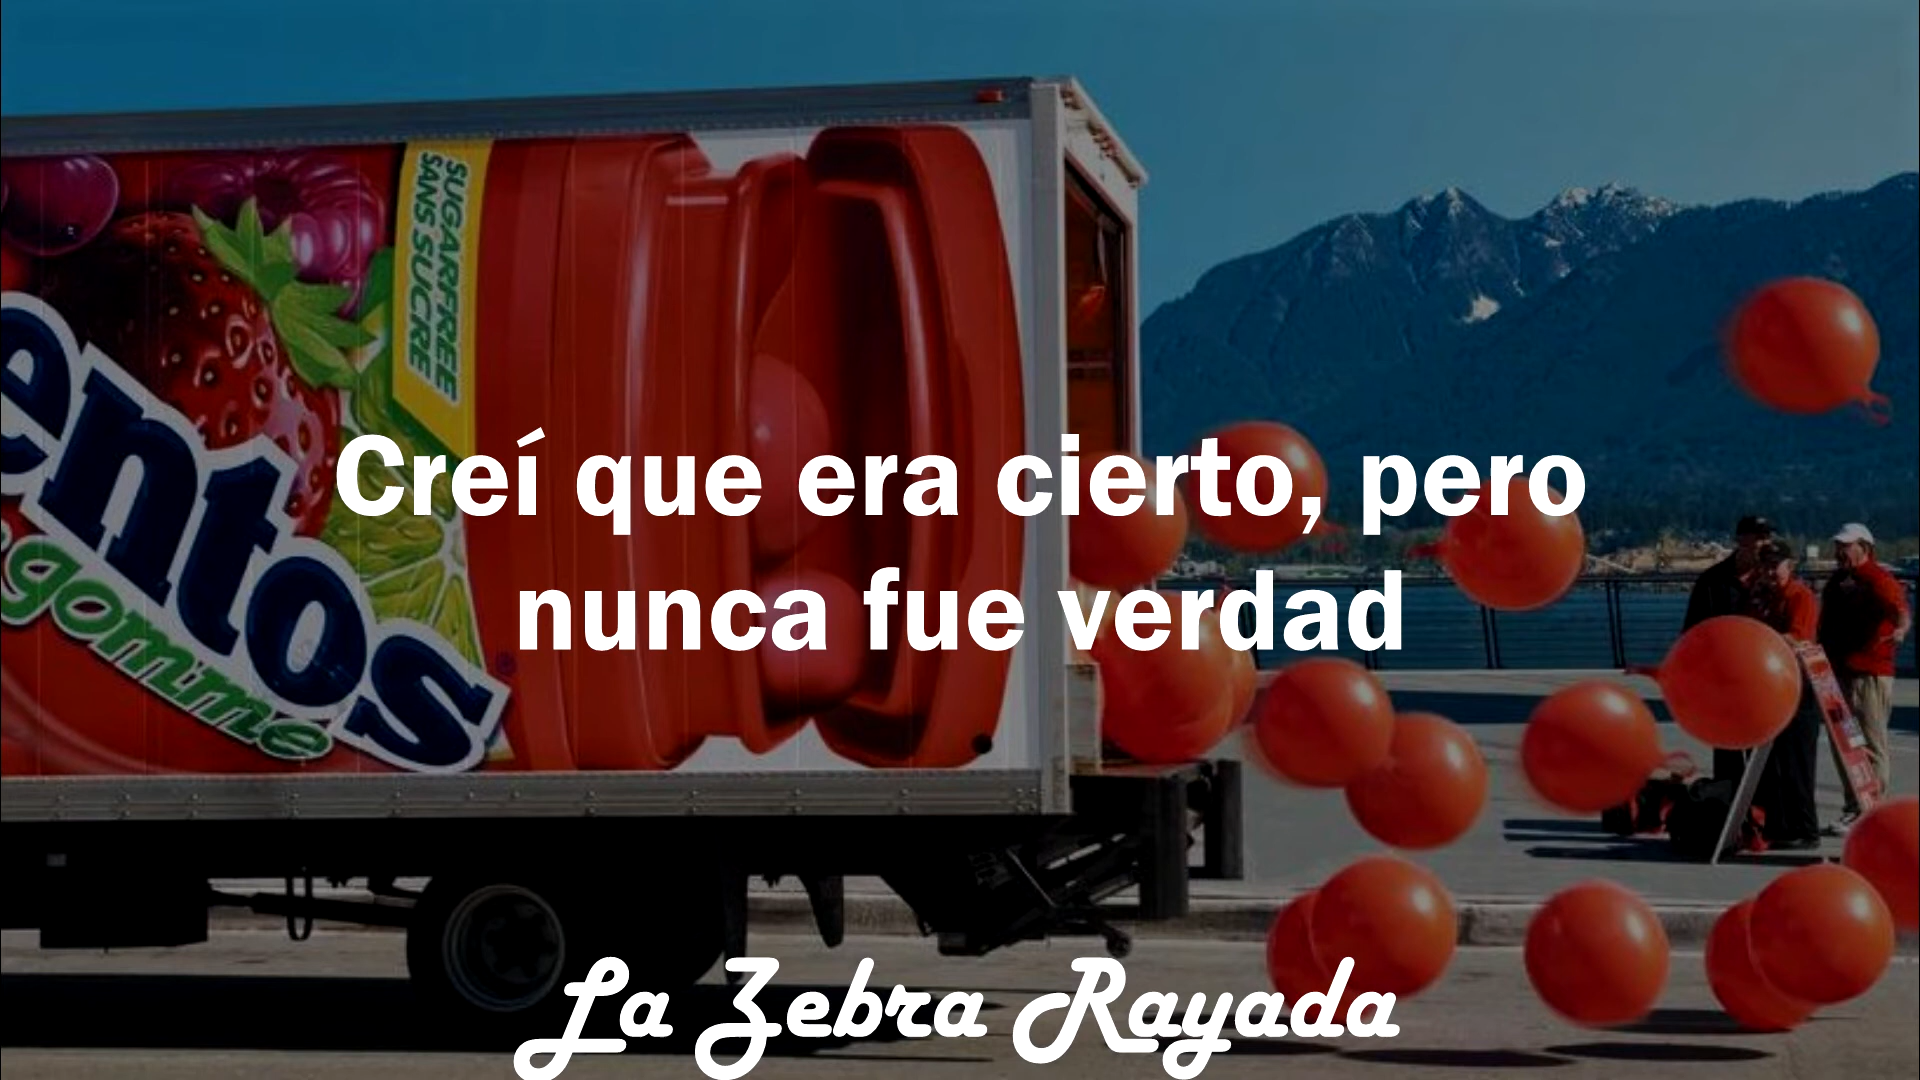 SUGARFREE
SANS SUCRE
entos
gomme
Creí que era cierto, pero
nunca fue verdad
La Zebra Rayada